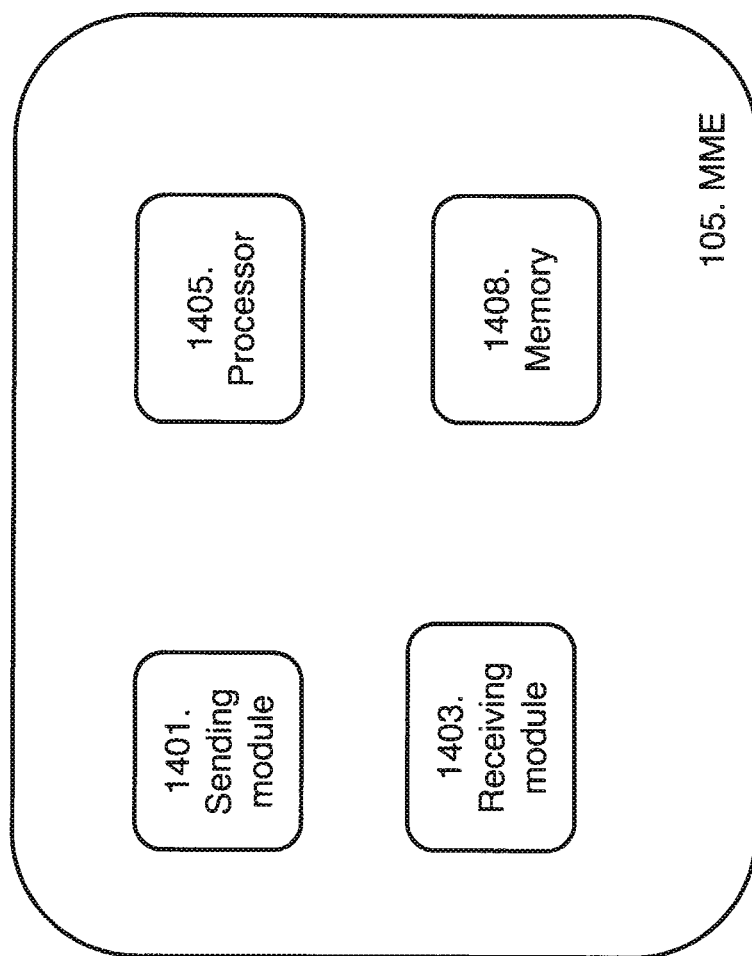 1401.
Sending
module
1405.
Processor
1403.
Receiving
module
1408.
Memory
105. MME